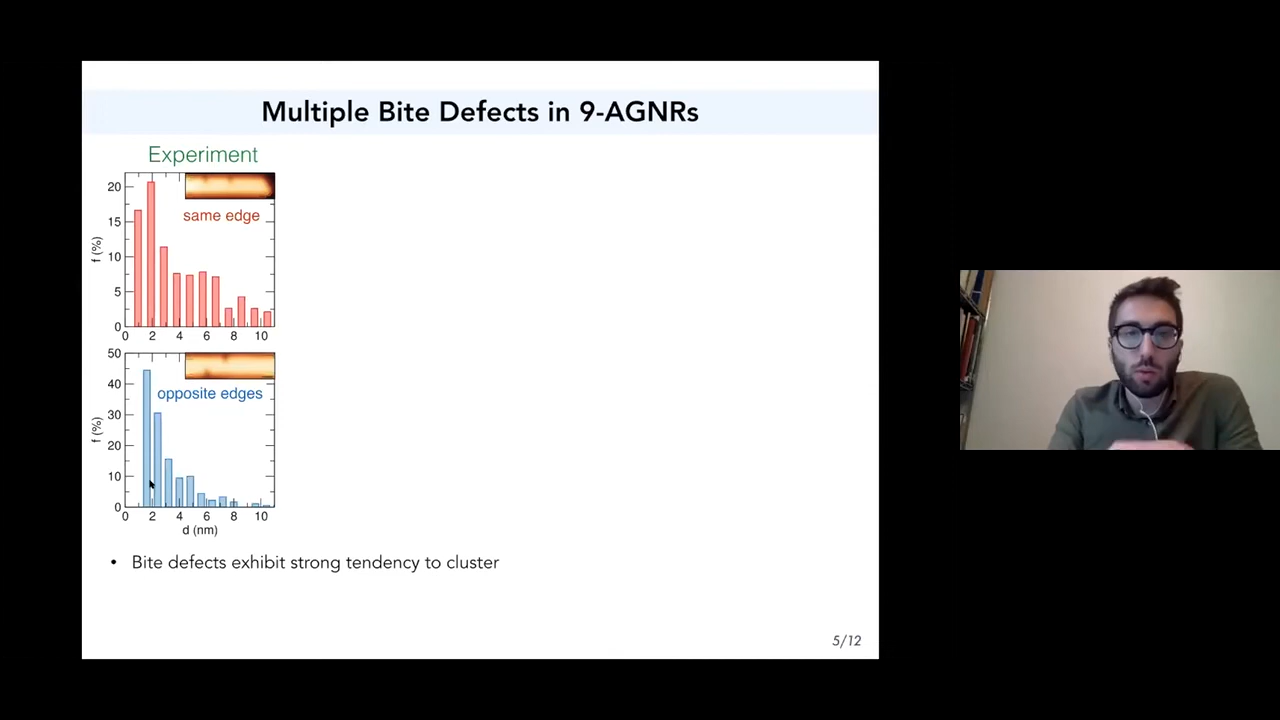 Multiple Bite Defects in 9-AGNRs
Experiment
20
15
10
5
0
f (%)
same edge
0 2 4 6 8 10
50
40
30
20
10
0
f (%)
opposite edges
0 2 4 6 8 10
d (nm)
• Bite defects exhibit strong tendency to cluster
5/12